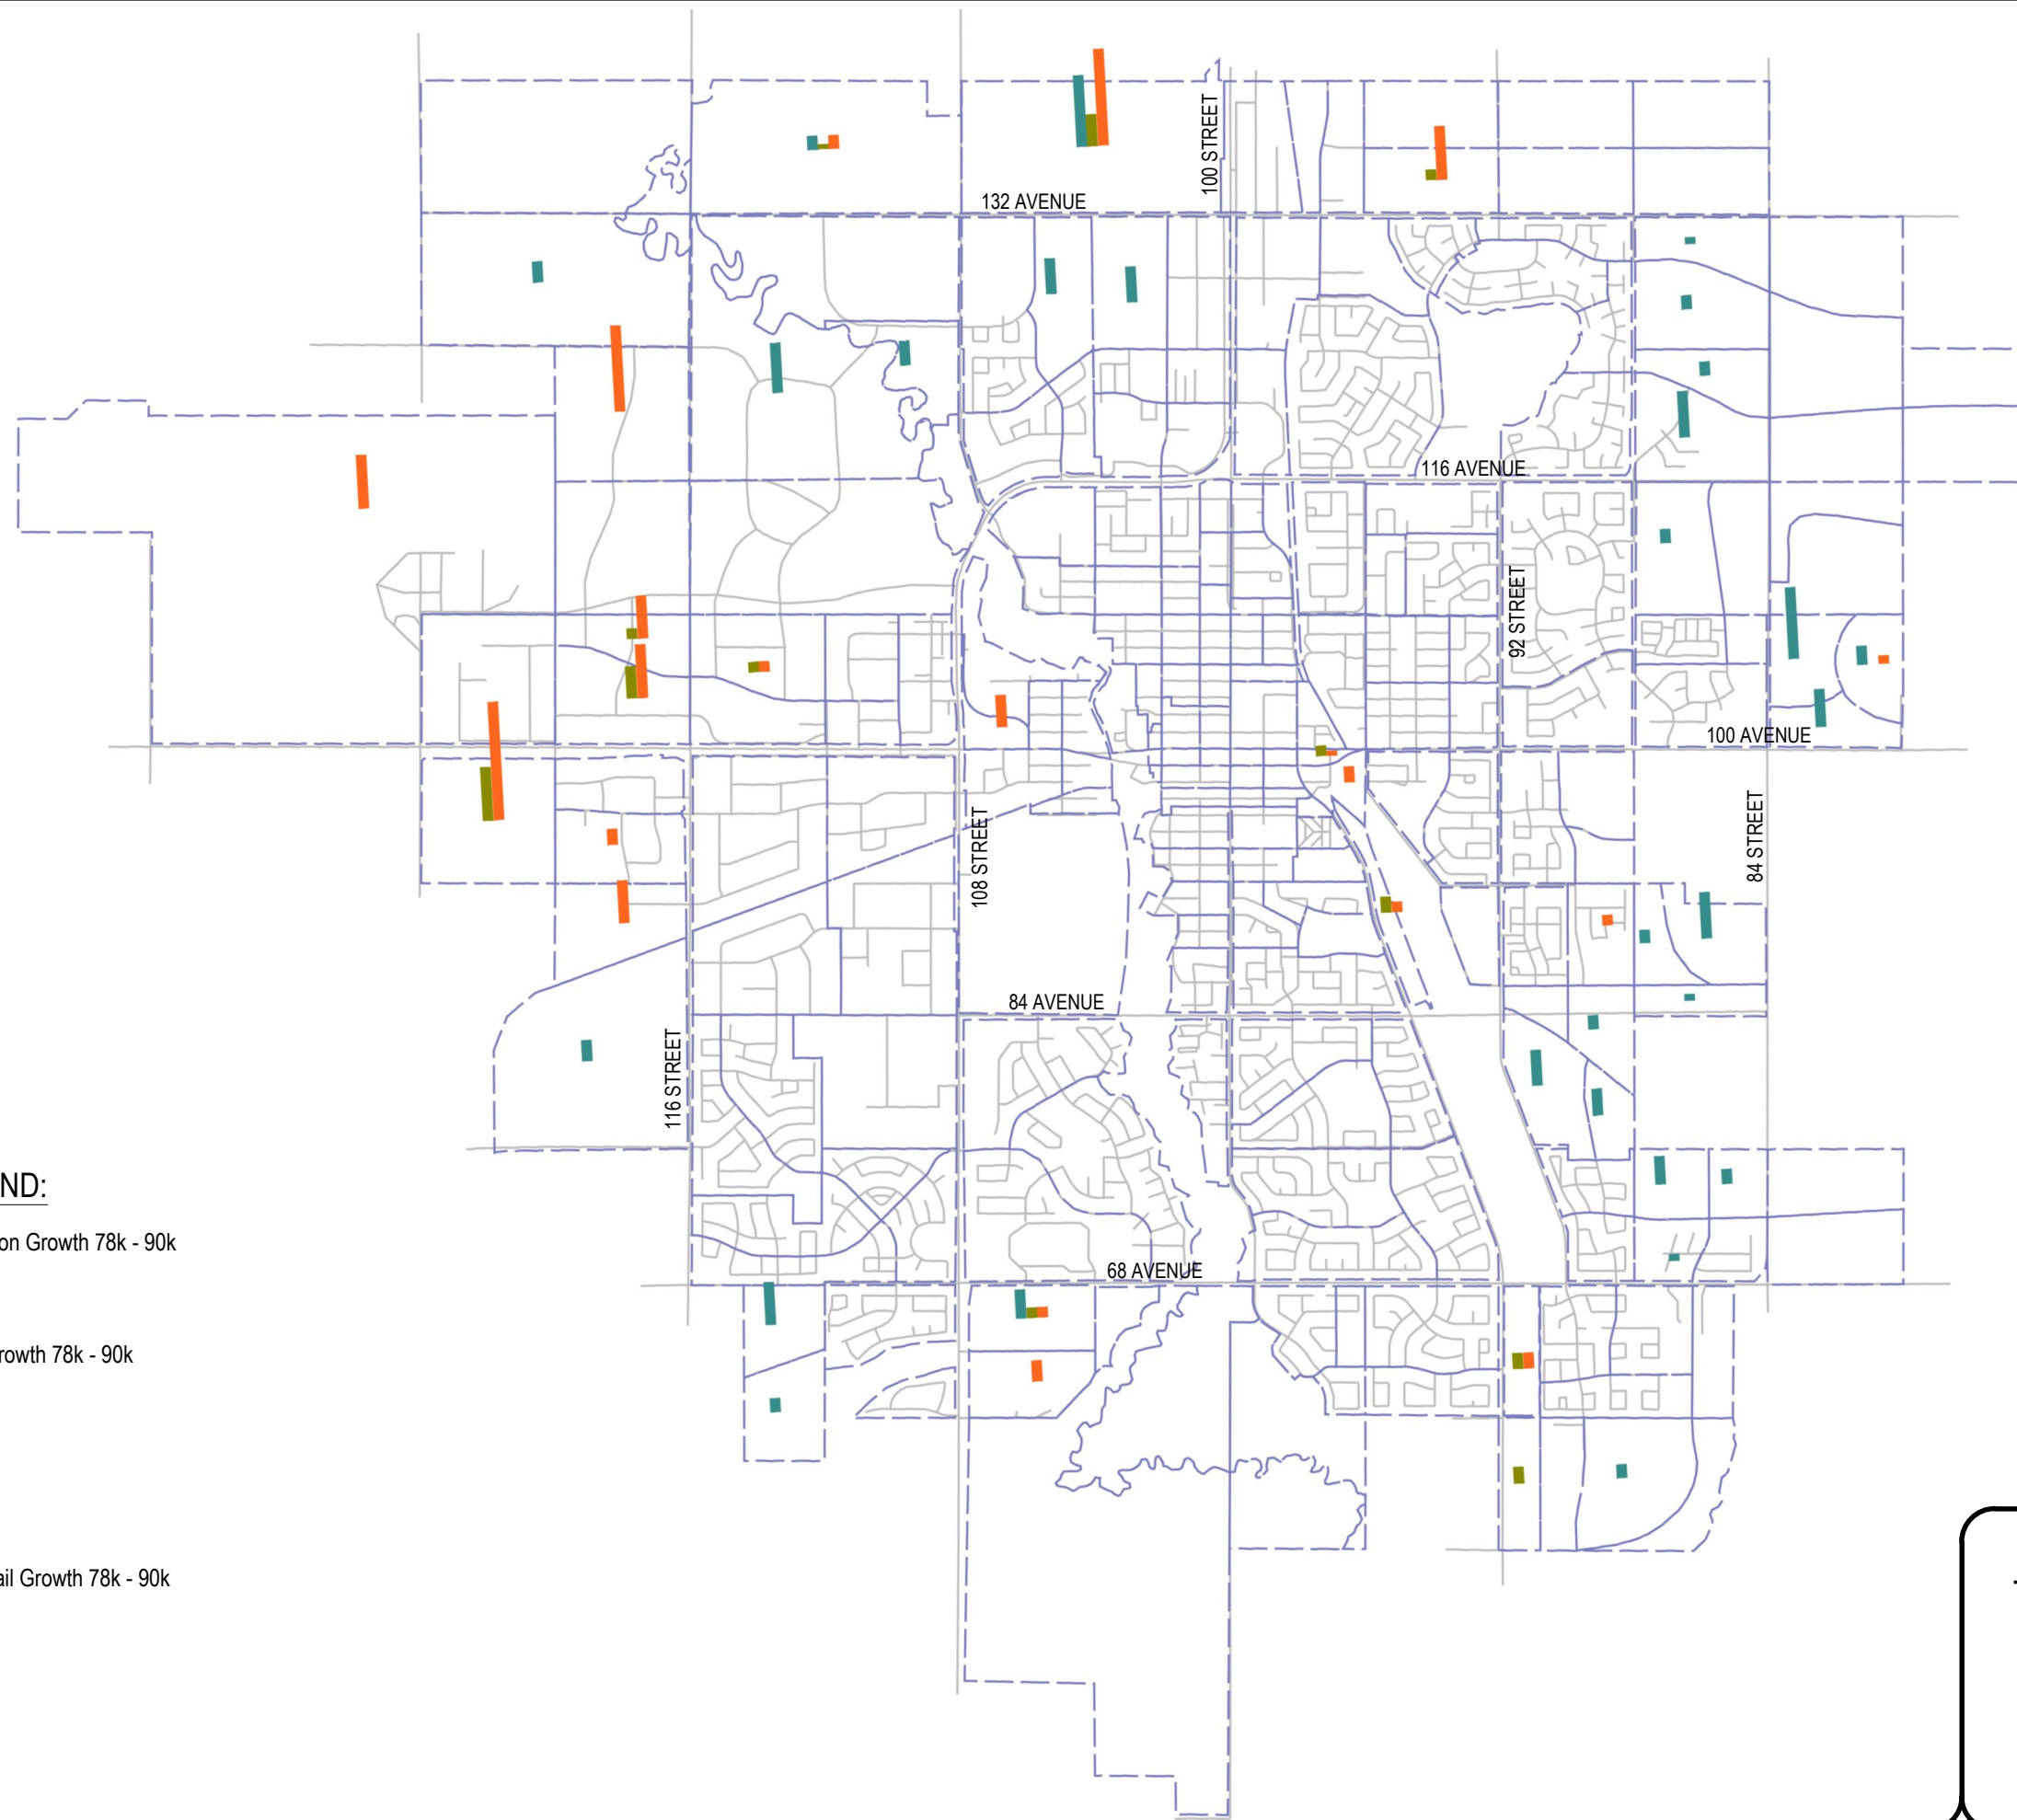 100 STREET
132 AVENUE
116 AVENUE
92 STREET
100 AVENUE
108 STREET
84 STREET
84 AVENUE
116 STREET
ND:
on Growth 78k - 90k
68 AVENUE
rowth 78k - 90k
ail Growth 78k - 90k